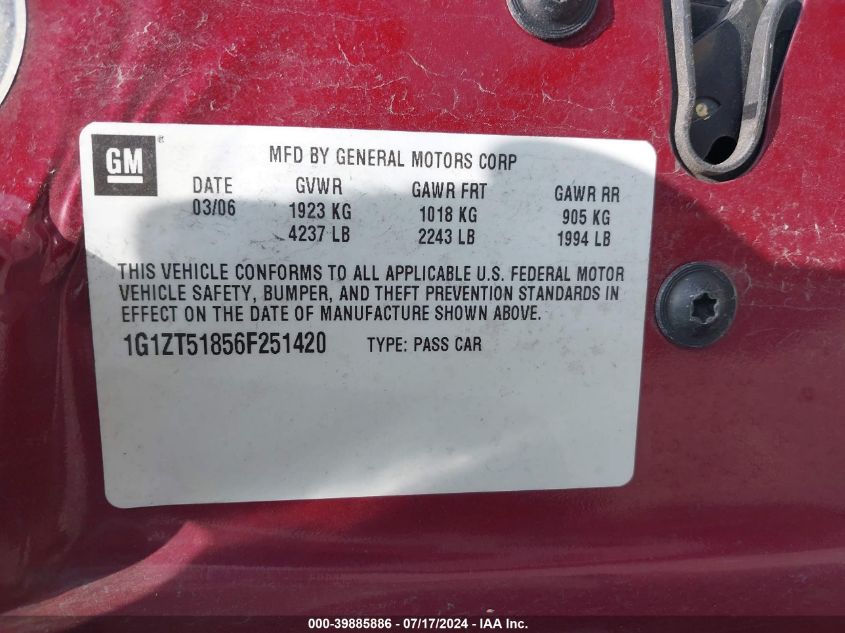 GM
MFD BY GENERAL MOTORS CORP
DATE GVWR GAWR FRT GAWR RR
03/06 1923 KG 1018 KG 905 KG
4237 LB 2243 LB 1994 LB
THIS VEHICLE CONFORMS TO ALL APPLICABLE U.S. FEDERAL MOTOR
VEHICLE SAFETY, BUMPER, AND THEFT PREVENTION STANDARDS IN
EFFECT ON THE DATE OF MANUFACTURE SHOWN ABOVE.
1G1ZT51856F251420 TYPE: PASS CAR
000-39885886 - 07/17/2024 - IAA Inc.